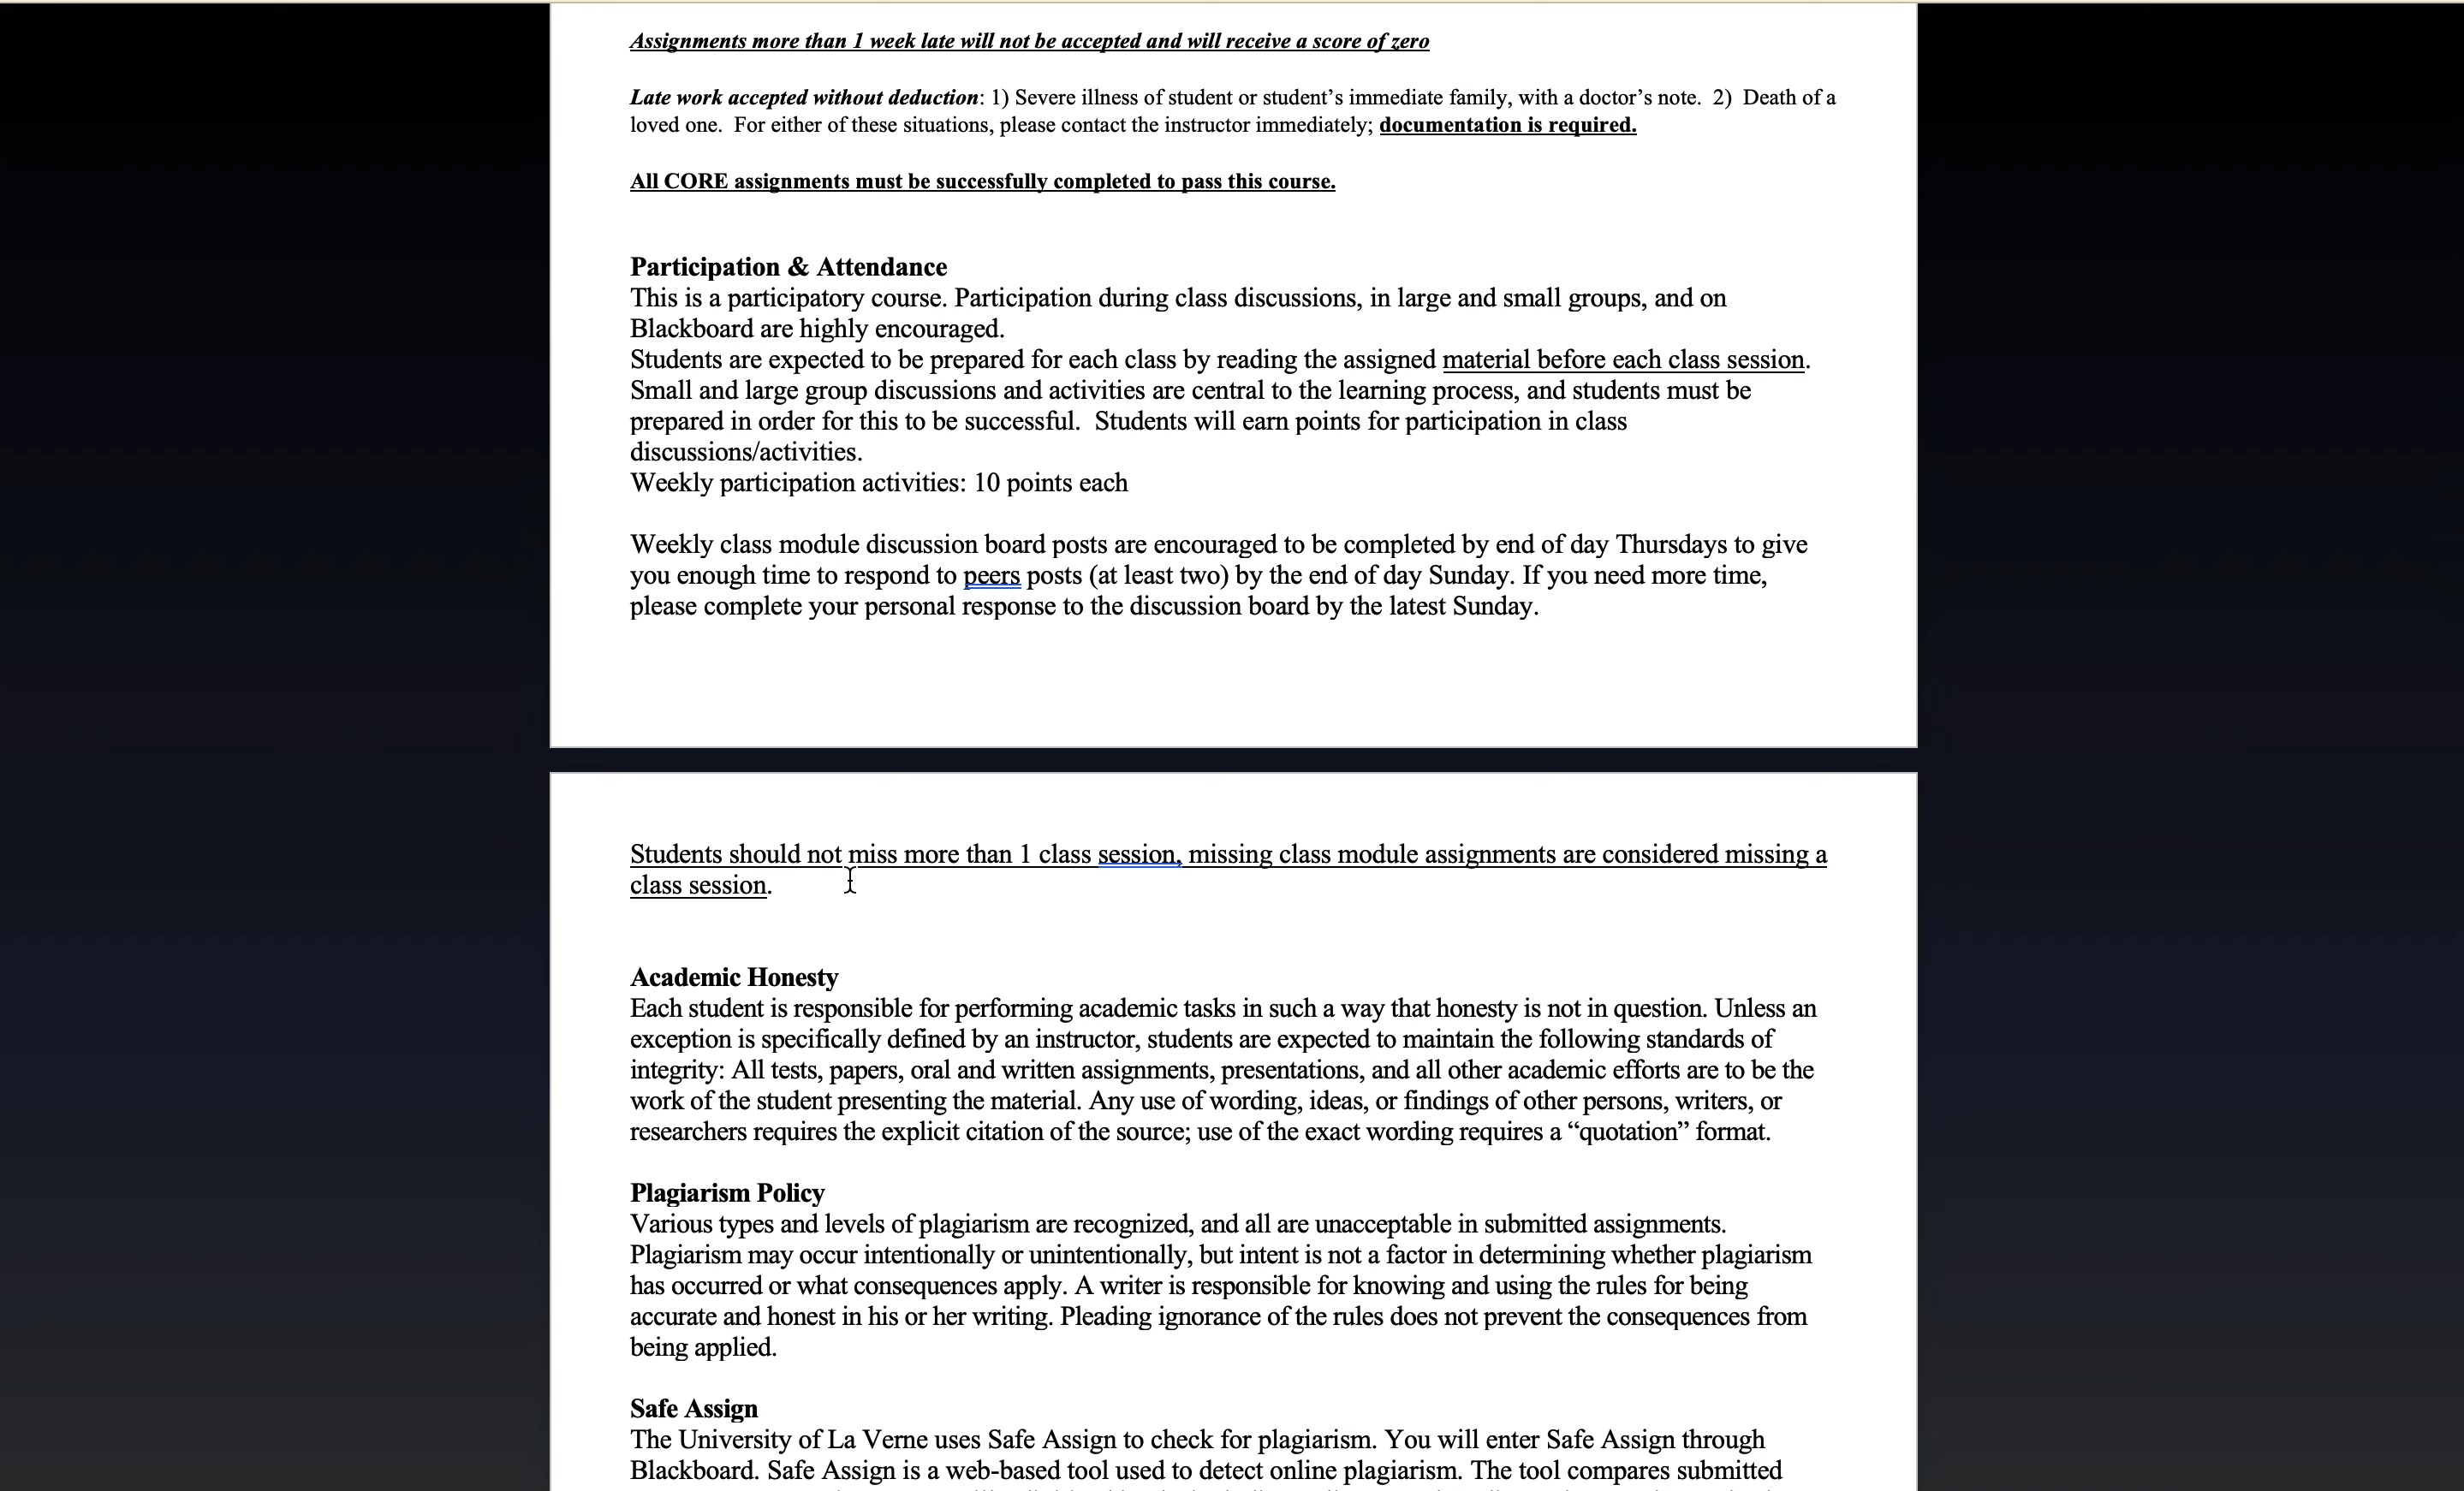 Assignments more than 1 week late will not be accepted and will receive a score of zero
Late work accepted without deduction: 1) Severe illness of student or student’s immediate family, with a doctor’s note.  2)  Death of a
loved one.  For either of these situations, please contact the instructor immediately; documentation is required.
All CORE assignments must be successfully completed to pass this course.
Participation & Attendance
This is a participatory course. Participation during class discussions, in large and small groups, and on
Blackboard are highly encouraged.
Students are expected to be prepared for each class by reading the assigned material before each class session.
Small and large group discussions and activities are central to the learning process, and students must be
prepared in order for this to be successful.  Students will earn points for participation in class
discussions/activities.
Weekly participation activities: 10 points each
Weekly class module discussion board posts are encouraged to be completed by end of day Thursdays to give
you enough time to respond to peers posts (at least two) by the end of day Sunday. If you need more time,
please complete your personal response to the discussion board by the latest Sunday.
Students should not miss more than 1 class session, missing class module assignments are considered missing a
class session.
Academic Honesty
Each student is responsible for performing academic tasks in such a way that honesty is not in question. Unless an
exception is specifically defined by an instructor, students are expected to maintain the following standards of
integrity: All tests, papers, oral and written assignments, presentations, and all other academic efforts are to be the
work of the student presenting the material. Any use of wording, ideas, or findings of other persons, writers, or
researchers requires the explicit citation of the source; use of the exact wording requires a “quotation” format.
Plagiarism Policy
Various types and levels of plagiarism are recognized, and all are unacceptable in submitted assignments.
Plagiarism may occur intentionally or unintentionally, but intent is not a factor in determining whether plagiarism
has occurred or what consequences apply. A writer is responsible for knowing and using the rules for being
accurate and honest in his or her writing. Pleading ignorance of the rules does not prevent the consequences from
being applied.
Safe Assign
The University of La Verne uses Safe Assign to check for plagiarism. You will enter Safe Assign through
Blackboard. Safe Assign is a web-based tool used to detect online plagiarism. The tool compares submitted